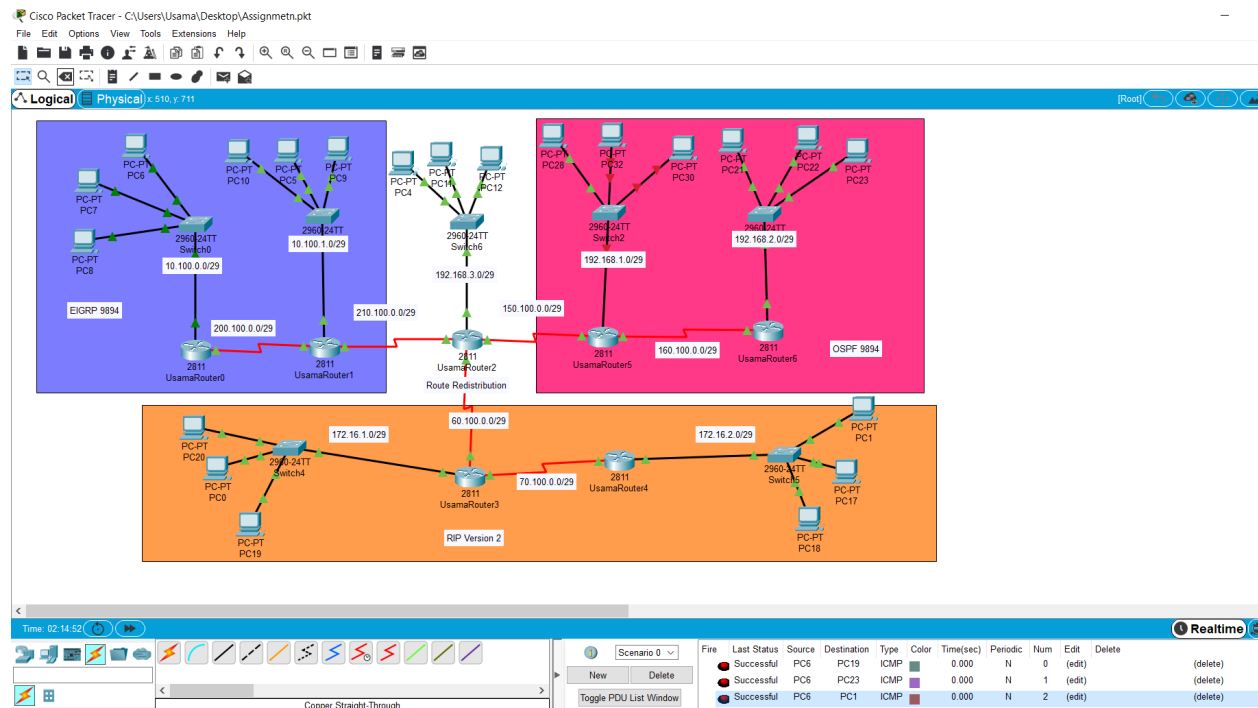 Cisco Packet Tracer - C:\Users\Usama\Desktop\Assignmetn.pkt
File Edit Options View Tools Extensions Help
Logical Physical x: 510, y: 711 [Root]
PC-PT
PC6
PC-PT
PC7
PC-PT
PC8
2960-24TT
Switch0
10.100.0.0/29
PC-PT
PC10
PC-PT
PC5
PC-PT
PC9
10.100.1.0/29
EIGRP 9894
200.100.0.0/29
2811
UsamaRouter0
2811
UsamaRouter1
210.100.0.0/29
PC-PT
PC4
PC-PT
PC-PT
PC12
2960-24TT
Switch6
192.168.3.0/29
2811
UsamaRouter2
Route Redistribution
150.100.0.0/29
PC-PT
PC28
PC-PT
PC32
PC-PT
PC30
2960-24TT
Switch2
192.168.1.0/29
2811
UsamaRouter5
160.100.0.0/29
PC-PT
PC21
PC-PT
PC22
PC-PT
PC23
2960-24TT
192.168.2.0/29
2811
UsamaRouter6
OSPF 9894
60.100.0.0/29
PC-PT
PC20
PC-PT
PC0
PC-PT
PC19
2960-24TT
Switch4
172.16.1.0/29
2811
UsamaRouter3
70.100.0.0/29
2811
UsamaRouter4
172.16.2.0/29
PC-PT
PC1
2960-24TT
Switch5
PC-PT
PC17
PC-PT
PC18
RIP Version 2
Time: 02:14:52 Realtime
Scenario 0
New Delete
Toggle PDU List Window
Copper Straight-Through
Fire Last Status Source Destination Type Color Time(sec) Periodic Num Edit Delete
Successful PC6 PC19 ICMP 0.000 N 0 (edit) (delete)
Successful PC6 PC23 ICMP 0.000 N 1 (edit) (delete)
Successful PC6 PC1 ICMP 0.000 N 2 (edit) (delete)